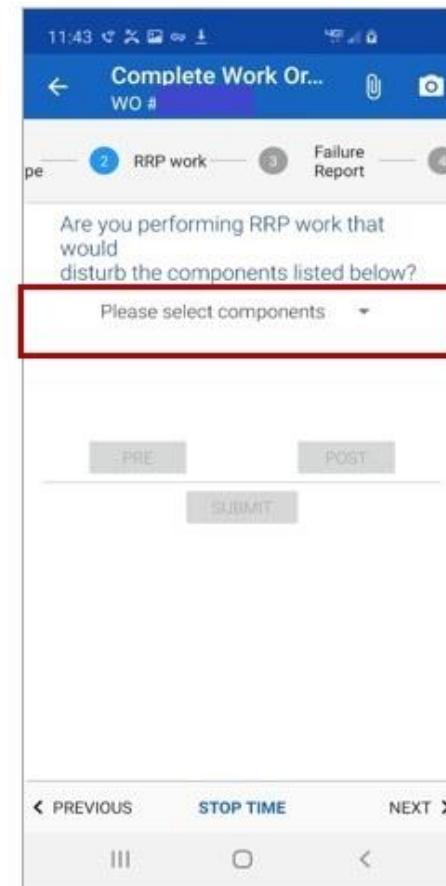 11:43
Complete Work Or...
WO #
pe
2 RRP work
3 Failure
Report
4
Are you performing RRP work that
would
disturb the components listed below?
Please select components
PRE POST
SUBMIT
PREVIOUS STOP TIME NEXT